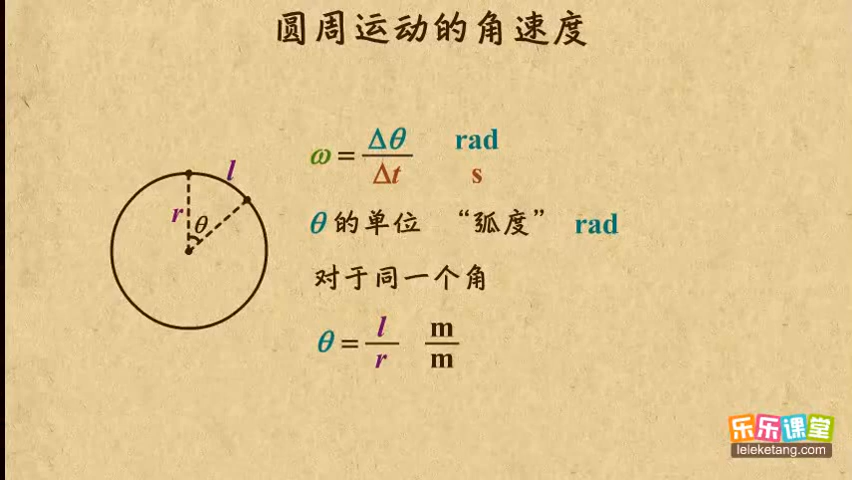 圆周运动的角速度
l
r
θ
ω = Δθ/Δt rad/s
θ的单位 “弧度” rad
对于同一个角
θ = l/r m/m
乐乐课堂
leleketang.com